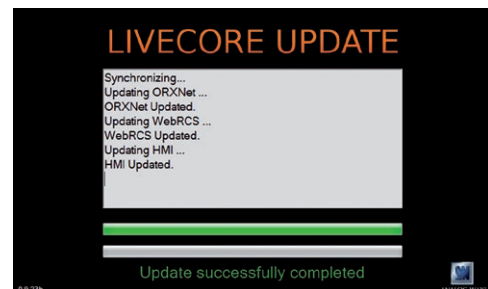 LIVECORE UPDATE
Synchronizing...
Updating ORXNet ...
ORXNet Updated.
Updating WebRCS ...
WebRCS Updated.
Updating HMI ...
HMI Updated.
Update successfully completed